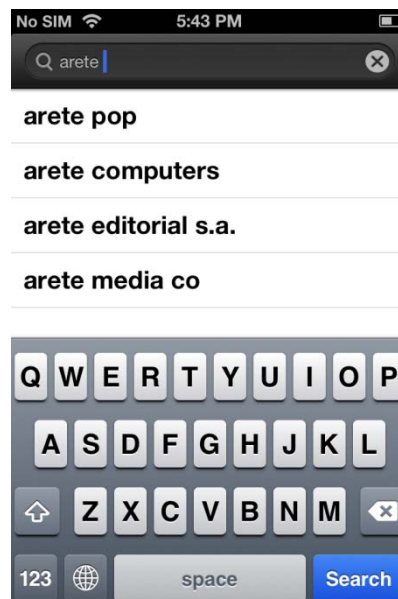 No SIM 5:43 PM
arete
arete pop
arete computers
arete editorial s.a.
arete media co
Q W E R T Y U I O P
A S D F G H J K L
Z X C V B N M
123 space Search